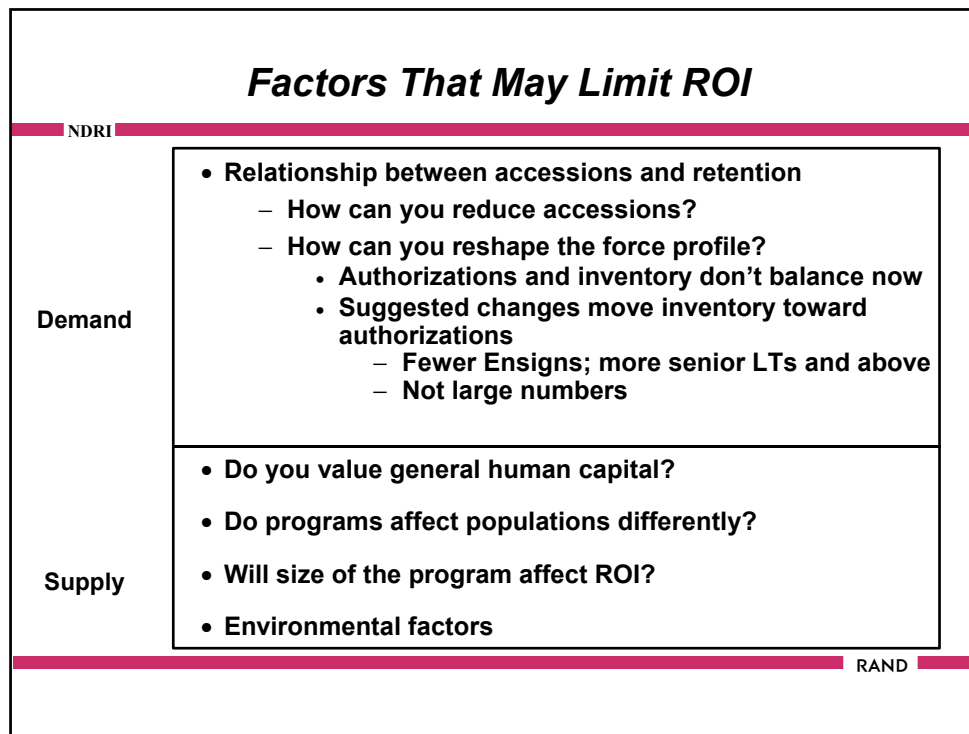 Factors That May Limit ROI
NDRI
Demand
• Relationship between accessions and retention
– How can you reduce accessions?
– How can you reshape the force profile?
• Authorizations and inventory don’t balance now
• Suggested changes move inventory toward
authorizations
– Fewer Ensigns; more senior LTs and above
– Not large numbers
Supply
• Do you value general human capital?
• Do programs affect populations differently?
• Will size of the program affect ROI?
• Environmental factors
RAND